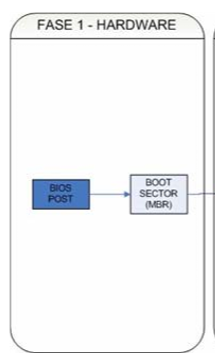 FASE 1 - HARDWARE
BIOS
POST
BOOT
SECTOR
(MBR)